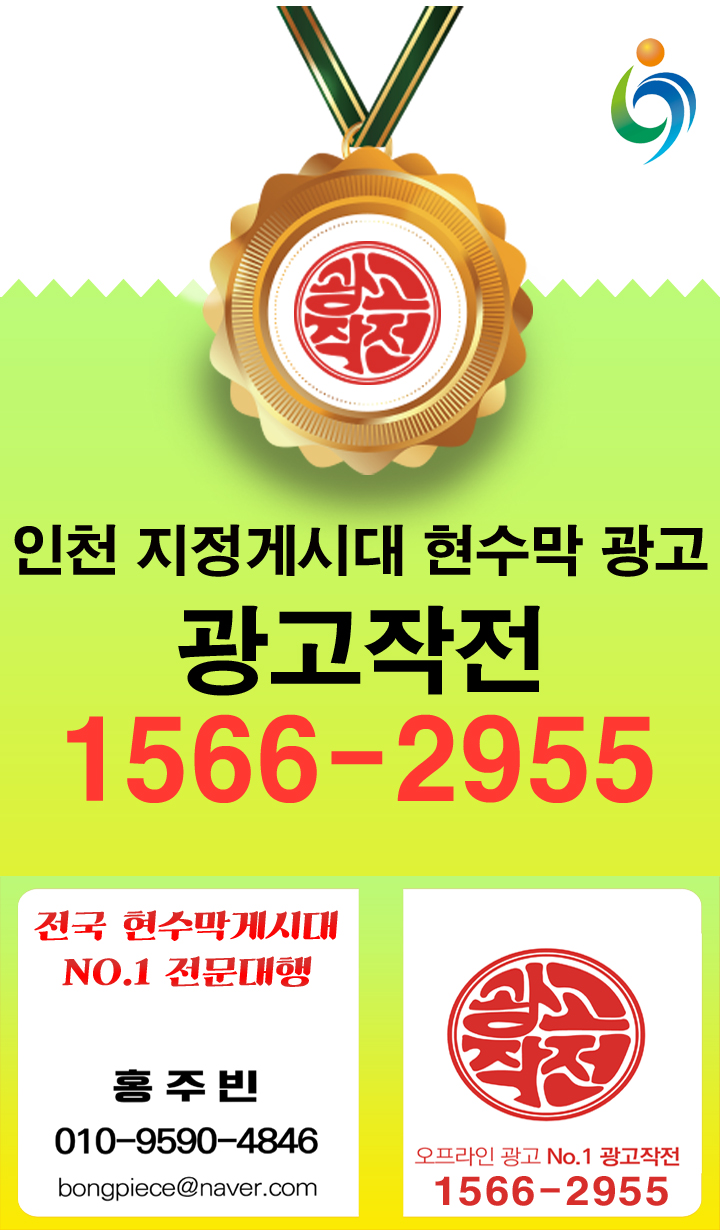 광고
작전
인천 지정게시대 현수막 광고
광고작전
1566-2955
전국 현수막게시대
NO.1 전문대행
홍주빈
010-9590-4846
bongpiece@naver.com
광고
작전
오프라인 광고 No.1 광고작전
1566-2955